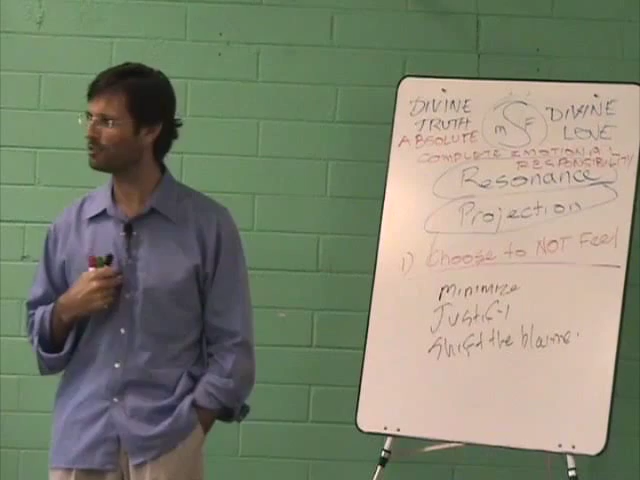 DIVINE TRUTH
DIVINE LOVE
ABSOLUTE
COMPLETE EMOTIONAL RESPONSIBILITY
Resonance
Projection
1) Choose to NOT Feel
minimize
Justify
Shift the blame.